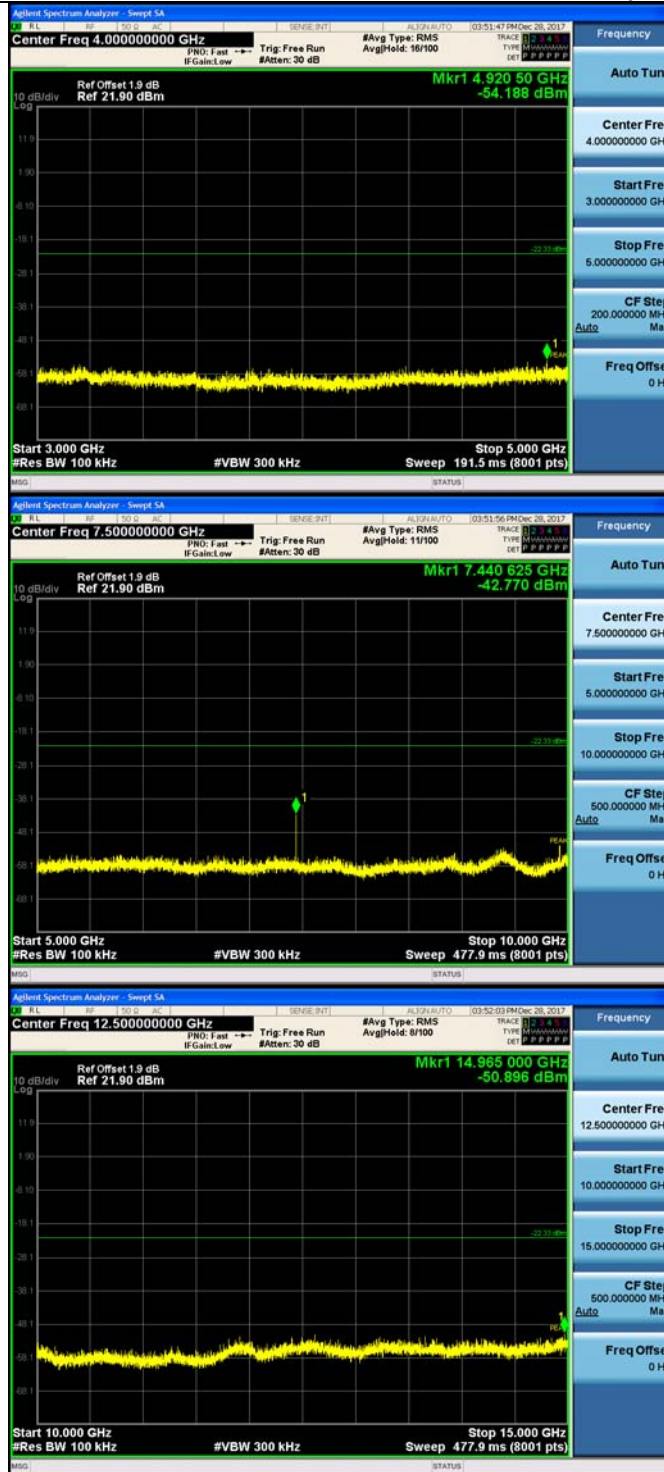 Agilent Spectrum Analyzer - Swept SA
RL RF 50 Ω AC SENSE:INT ALIGN AUTO 03:51:47 PM Dec 28, 2017
Center Freq 4.000000000 GHz
PNO: Fast Trig: Free Run
IFGain:Low #Atten: 30 dB
#Avg Type: RMS
Avg|Hold: 16/100
TRACE 1 2 3 4 5
TYPE M
DET P P P P P P
Ref Offset 1.9 dB
10 dB/div Ref 21.90 dBm
Log
Mkr1 4.920 50 GHz
-54.188 dBm
11.9
1.90
-8.10
-18.1
-22.33 dBm
-28.1
-38.1
-48.1
1
PEAK
-58.1
-68.1
Start 3.000 GHz Stop 5.000 GHz
#Res BW 100 kHz #VBW 300 kHz Sweep 191.5 ms (8001 pts)
MSG STATUS
Frequency
Auto Tun
Center Fre
4.000000000 GH
Start Fre
3.000000000 GH
Stop Fre
5.000000000 GH
CF Ste
200.000000 MH
Auto Ma
Freq Offse
0 H
Agilent Spectrum Analyzer - Swept SA
RL RF 50 Ω AC SENSE:INT ALIGN AUTO 03:51:56 PM Dec 28, 2017
Center Freq 7.500000000 GHz
PNO: Fast Trig: Free Run
IFGain:Low #Atten: 30 dB
#Avg Type: RMS
Avg|Hold: 11/100
TRACE 1 2 3 4 5
TYPE M
DET P P P P P P
Ref Offset 1.9 dB
10 dB/div Ref 21.90 dBm
Log
Mkr1 7.440 625 GHz
-42.770 dBm
11.9
1.90
-8.10
-18.1
-22.33 dBm
-28.1
-38.1
1
-48.1
PEAK
-58.1
-68.1
Start 5.000 GHz Stop 10.000 GHz
#Res BW 100 kHz #VBW 300 kHz Sweep 477.9 ms (8001 pts)
MSG STATUS
Frequency
Auto Tun
Center Fre
7.500000000 GH
Start Fre
5.000000000 GH
Stop Fre
10.000000000 GH
CF Ste
500.000000 MH
Auto Ma
Freq Offse
0 H
Agilent Spectrum Analyzer - Swept SA
RL RF 50 Ω AC SENSE:INT ALIGN AUTO 03:52:03 PM Dec 28, 2017
Center Freq 12.500000000 GHz
PNO: Fast Trig: Free Run
IFGain:Low #Atten: 30 dB
#Avg Type: RMS
Avg|Hold: 8/100
TRACE 1 2 3 4 5
TYPE M
DET P P P P P P
Ref Offset 1.9 dB
10 dB/div Ref 21.90 dBm
Log
Mkr1 14.965 000 GHz
-50.896 dBm
11.9
1.90
-8.10
-18.1
-22.33 dBm
-28.1
-38.1
-48.1
1
-58.1
-68.1
Start 10.000 GHz Stop 15.000 GHz
#Res BW 100 kHz #VBW 300 kHz Sweep 477.9 ms (8001 pts)
MSG STATUS
Frequency
Auto Tun
Center Fre
12.500000000 GH
Start Fre
10.000000000 GH
Stop Fre
15.000000000 GH
CF Ste
500.000000 MH
Auto Ma
Freq Offse
0 H